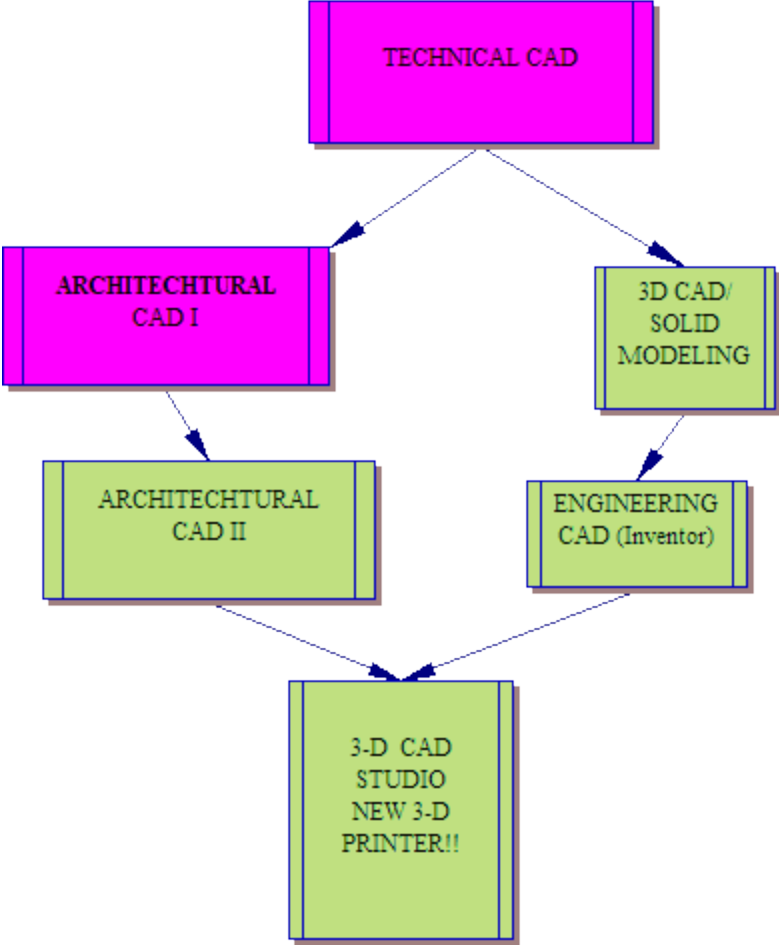 TECHNICAL CAD
ARCHITECHTURAL
CAD I
3D CAD/
SOLID
MODELING
ARCHITECHTURAL
CAD II
ENGINEERING
CAD (Inventor)
3-D CAD
STUDIO
NEW 3-D
PRINTER!!